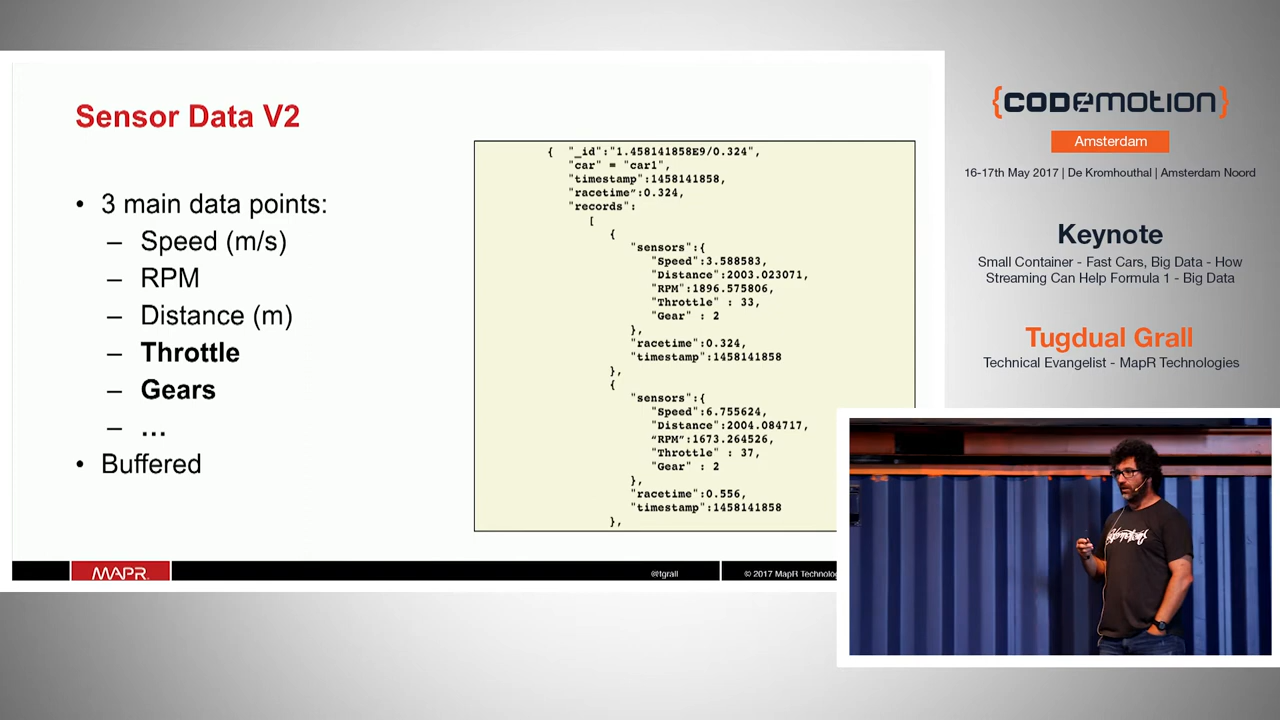 Sensor Data V2
• 3 main data points:
– Speed (m/s)
– RPM
– Distance (m)
– Throttle
– Gears
– ...
• Buffered
{ "_id":"1.458141858E9/0.324",
"car" = "car1",
"timestamp":1458141858,
"racetime”:0.324,
"records":
[
{
"sensors":{
"Speed":3.588583,
"Distance":2003.023071,
"RPM":1896.575806,
"Throttle" : 33,
"Gear" : 2
},
"racetime":0.324,
"timestamp":1458141858
},
{
"sensors":{
"Speed":6.755624,
"Distance":2004.084717,
“RPM":1673.264526,
"Throttle" : 37,
"Gear" : 2
},
"racetime":0.556,
"timestamp":1458141858
},
MAPR
@tgrall
© 2017 MapR
{codemotion}
Amsterdam
16-17th May 2017 | De Kromhouthal | Amsterdam Noord
Keynote
Small Container - Fast Cars, Big Data - How
Streaming Can Help Formula 1 - Big Data
Tugdual Grall
Technical Evangelist - MapR Technologies